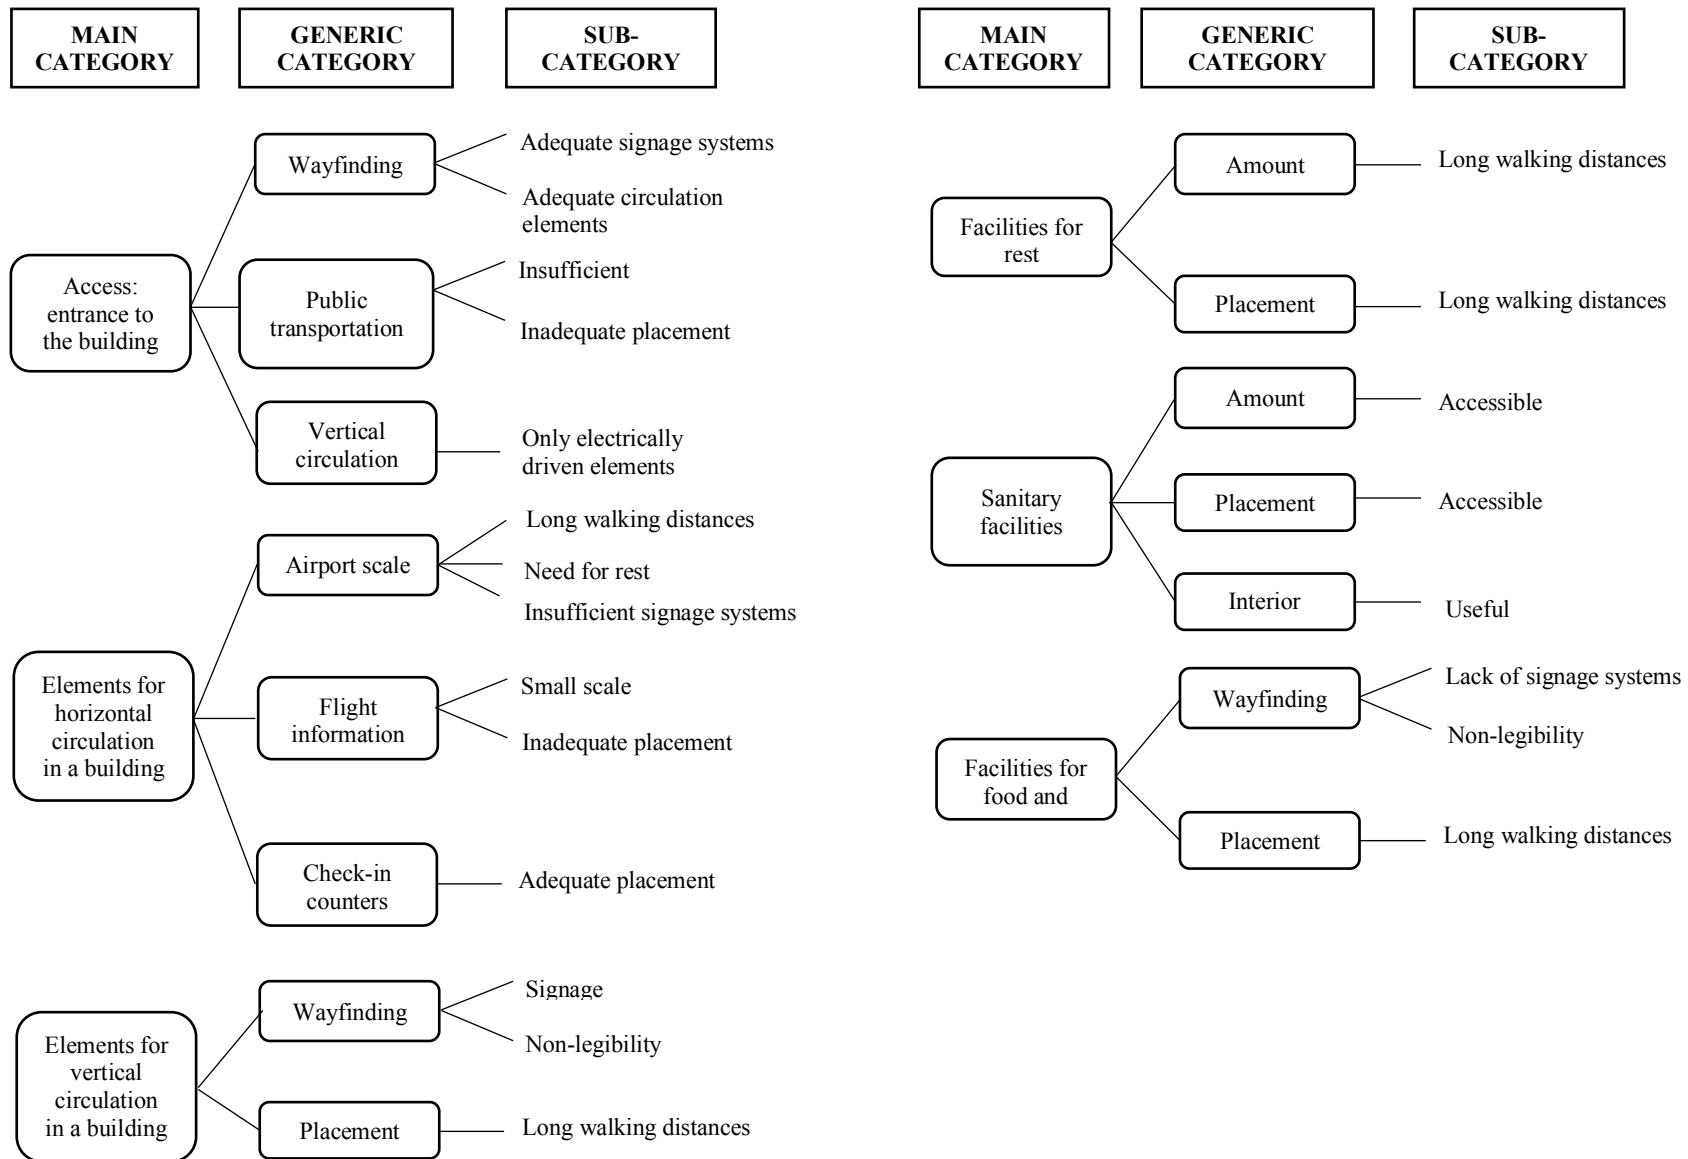 MAIN
CATEGORY
GENERIC
CATEGORY
SUB-
CATEGORY
Access:
entrance to
the building
Wayfinding
Adequate signage systems
Adequate circulation
elements
Public
transportation
Insufficient
Inadequate placement
Vertical
circulation
Only electrically
driven elements
Elements for
horizontal
circulation
in a building
Airport scale
Long walking distances
Need for rest
Insufficient signage systems
Flight
information
Small scale
Inadequate placement
Check-in
counters
Adequate placement
Elements for
vertical
circulation
in a building
Wayfinding
Signage
Non-legibility
Placement
Long walking distances
MAIN
CATEGORY
GENERIC
CATEGORY
SUB-
CATEGORY
Facilities for
rest
Amount
Long walking distances
Placement
Long walking distances
Sanitary
facilities
Amount
Accessible
Placement
Accessible
Interior
Useful
Facilities for
food and
Wayfinding
Lack of signage systems
Non-legibility
Placement
Long walking distances